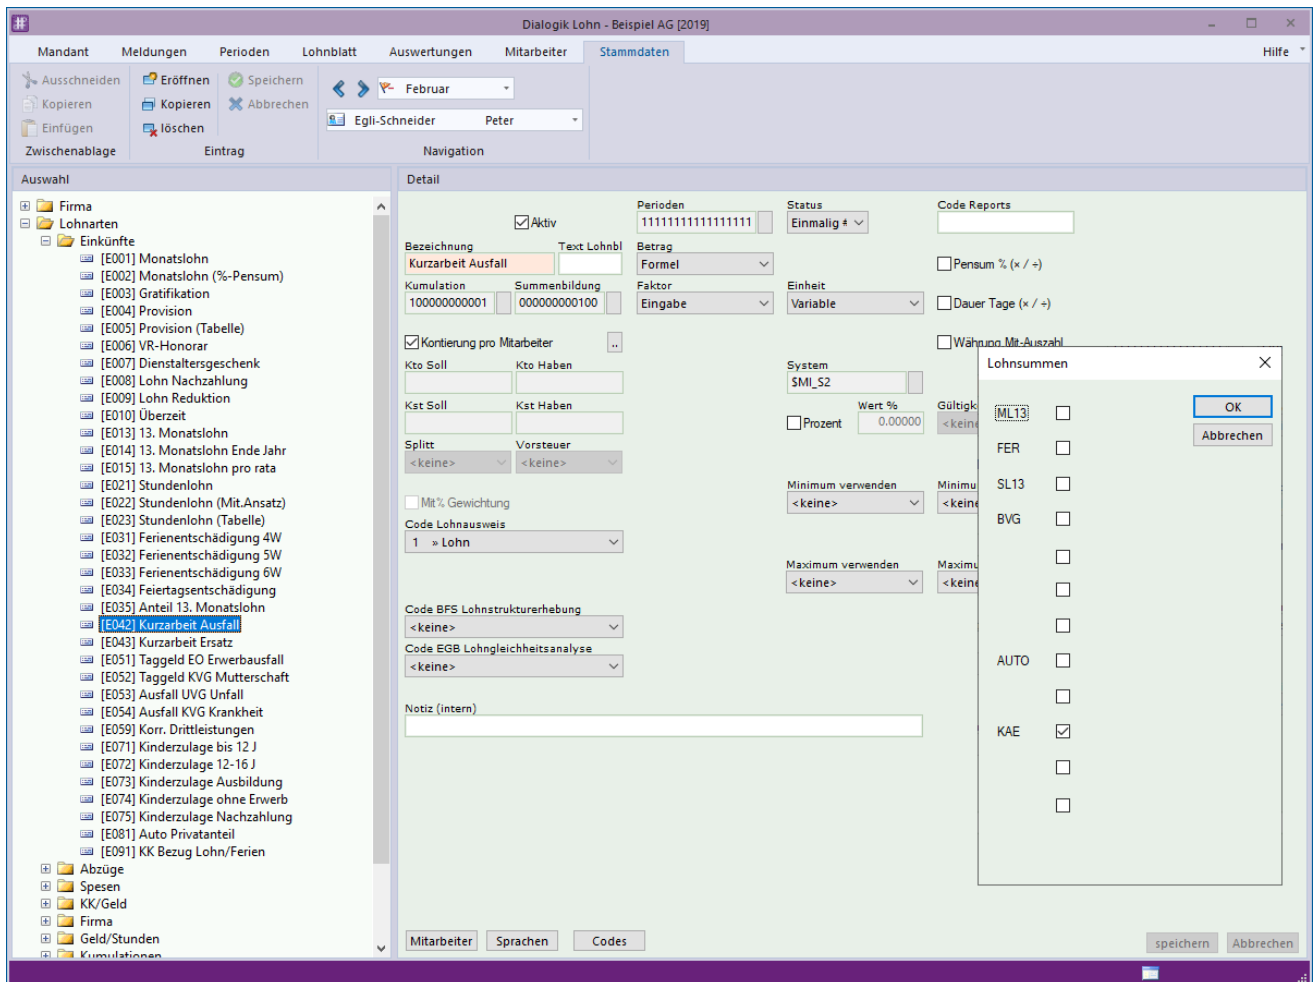 Dialogik Lohn - Beispiel AG [2019]
Mandant Meldungen Perioden Lohnblatt Auswertungen Mitarbeiter Stammdaten Hilfe
Ausschneiden Eröffnen Speichern
Kopieren Kopieren Abbrechen
Einfügen löschen
Februar
Egli-Schneider Peter
Zwischenablage Eintrag Navigation
Auswahl
Firma
Lohnarten
Einkünfte
[E001] Monatslohn
[E002] Monatslohn (%-Pensum)
[E003] Gratifikation
[E004] Provision
[E005] Provision (Tabelle)
[E006] VR-Honorar
[E007] Dienstaltersgeschenk
[E008] Lohn Nachzahlung
[E009] Lohn Reduktion
[E010] Überzeit
[E013] 13. Monatslohn
[E014] 13. Monatslohn Ende Jahr
[E015] 13. Monatslohn pro rata
[E021] Stundenlohn
[E022] Stundenlohn (Mit.Ansatz)
[E023] Stundenlohn (Tabelle)
[E031] Ferienentschädigung 4W
[E032] Ferienentschädigung 5W
[E033] Ferienentschädigung 6W
[E034] Feiertagsentschädigung
[E035] Anteil 13. Monatslohn
[E042] Kurzarbeit Ausfall
[E043] Kurzarbeit Ersatz
[E051] Taggeld EO Erwerbausfall
[E052] Taggeld KVG Mutterschaft
[E053] Ausfall UVG Unfall
[E054] Ausfall KVG Krankheit
[E059] Korr. Drittleistungen
[E071] Kinderzulage bis 12 J
[E072] Kinderzulage 12-16 J
[E073] Kinderzulage Ausbildung
[E074] Kinderzulage ohne Erwerb
[E075] Kinderzulage Nachzahlung
[E081] Auto Privatanteil
[E091] KK Bezug Lohn/Ferien
Abzüge
Spesen
KK/Geld
Firma
Geld/Stunden
Kumulationen
Detail
Perioden Status Code Reports
Aktiv 11111111111111111 Einmalig #
Bezeichnung Text Lohnbl Betrag
Kurzarbeit Ausfall Formel Pensum % (× / ÷)
Kumulation Summenbildung Faktor Einheit
100000000001 000000000100 Eingabe Variable Dauer Tage (× / ÷)
Kontierung pro Mitarbeiter .. Währung Mit-Auszahl
Kto Soll Kto Haben System
$MI_S2
Kst Soll Kst Haben Wert % Gültigk
Prozent 0.00000 <kein
Splitt Vorsteuer
<keine> <keine>
Minimum verwenden Minimu
Mit% Gewichtung <keine> <kein
Code Lohnausweis
1 » Lohn
Maximum verwenden Maximu
<keine> <kein
Code BFS Lohnstrukturerhebung
<keine>
Code EGB Lohngleichheitsanalyse
<keine>
Notiz (intern)
Mitarbeiter Sprachen Codes speichern Abbrechen
Lohnsummen
ML13 OK
Abbrechen
FER
SL13
BVG
AUTO
KAE